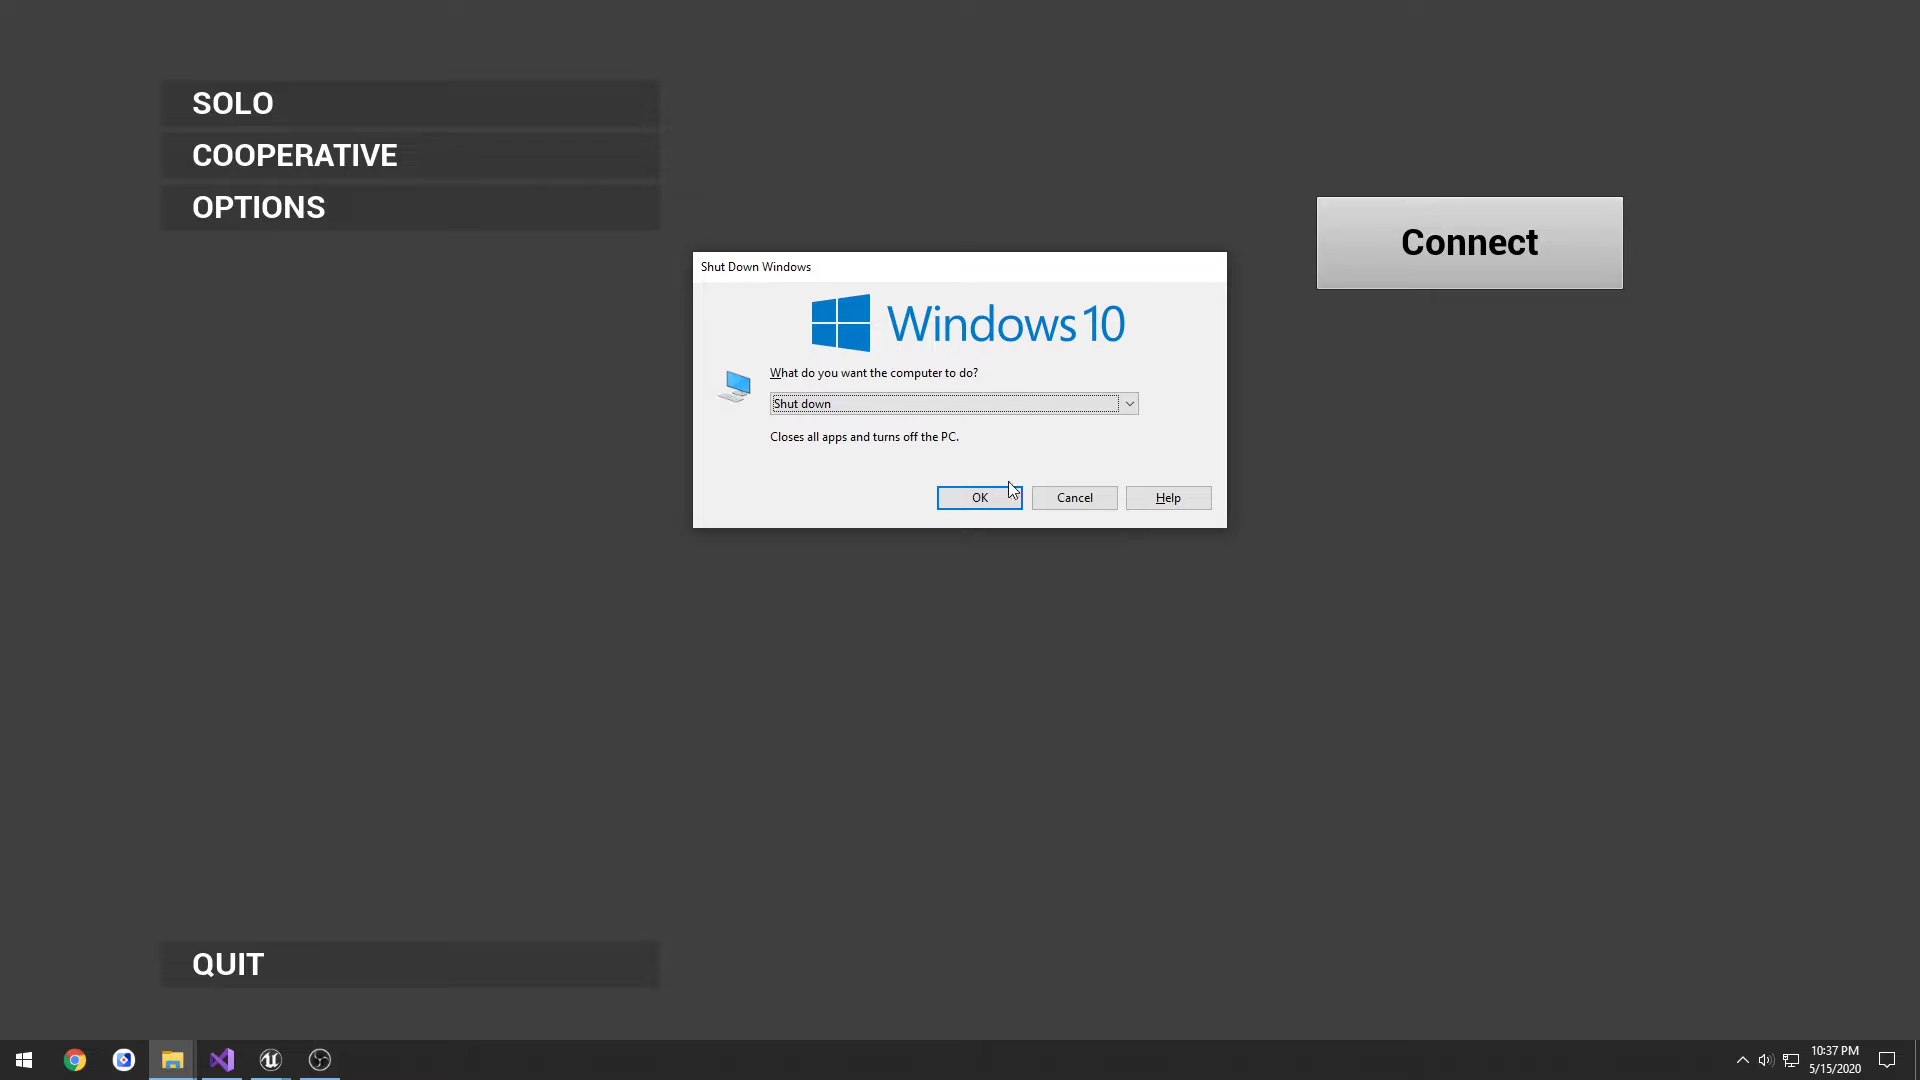 SOLO
COOPERATIVE
OPTIONS
Connect
Shut Down Windows
Windows 10
What do you want the computer to do?
Shut down
Closes all apps and turns off the PC.
OK
Cancel
Help
QUIT
10:37 PM
5/15/2020